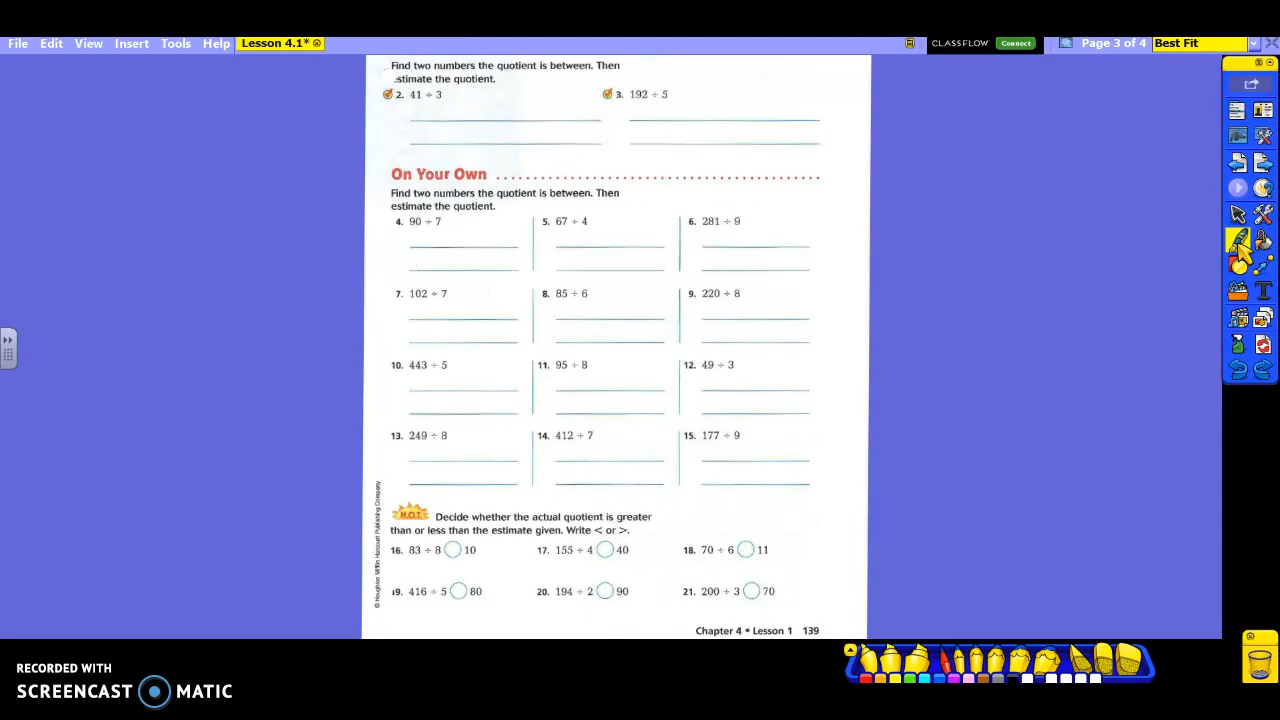 File Edit View Insert Tools Help Lesson 4.1* CLASSFLOW Connect Page 3 of 4 Best Fit
Find two numbers the quotient is between. Then
estimate the quotient.
2. 41 ÷ 3 3. 192 ÷ 5
On Your Own
Find two numbers the quotient is between. Then
estimate the quotient.
4. 90 ÷ 7 5. 67 ÷ 4 6. 281 ÷ 9
7. 102 ÷ 7 8. 85 ÷ 6 9. 220 ÷ 8
10. 443 ÷ 5 11. 95 ÷ 8 12. 49 ÷ 3
13. 249 ÷ 8 14. 412 ÷ 7 15. 177 ÷ 9
H.O.T. Decide whether the actual quotient is greater
than or less than the estimate given. Write < or >.
16. 83 ÷ 8 10 17. 155 ÷ 4 40 18. 70 ÷ 6 11
19. 416 ÷ 5 80 20. 194 ÷ 2 90 21. 200 ÷ 3 70
© Houghton Mifflin Harcourt Publishing Company
Chapter 4 • Lesson 1 139
RECORDED WITH
SCREENCAST MATIC